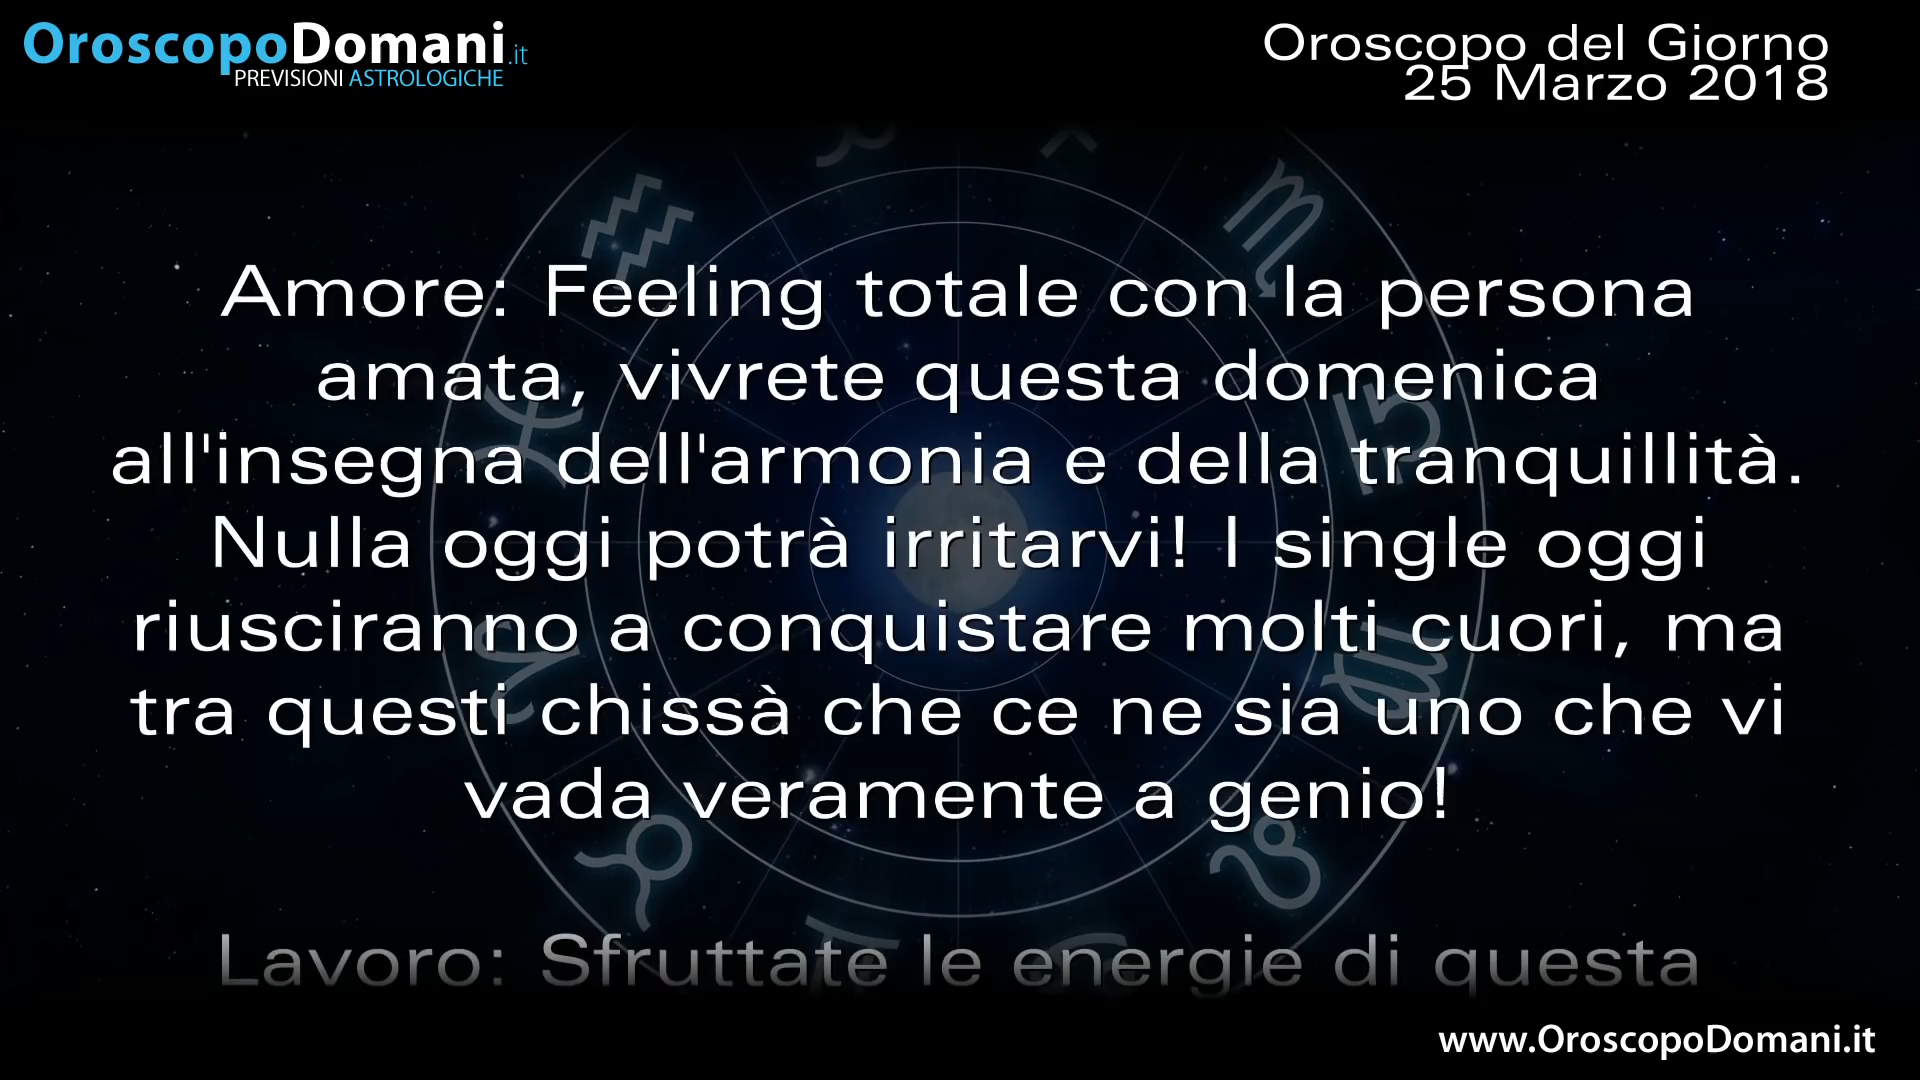 OroscopoDomani.it
PREVISIONI ASTROLOGICHE
Oroscopo del Giorno
25 Marzo 2018
Amore: Feeling totale con la persona
amata, vivrete questa domenica
all'insegna dell'armonia e della tranquillità.
Nulla oggi potrà irritarvi! I single oggi
riusciranno a conquistare molti cuori, ma
tra questi chissà che ce ne sia uno che vi
vada veramente a genio!
Lavoro: Sfruttate le energie di questa
www.OroscopoDomani.it